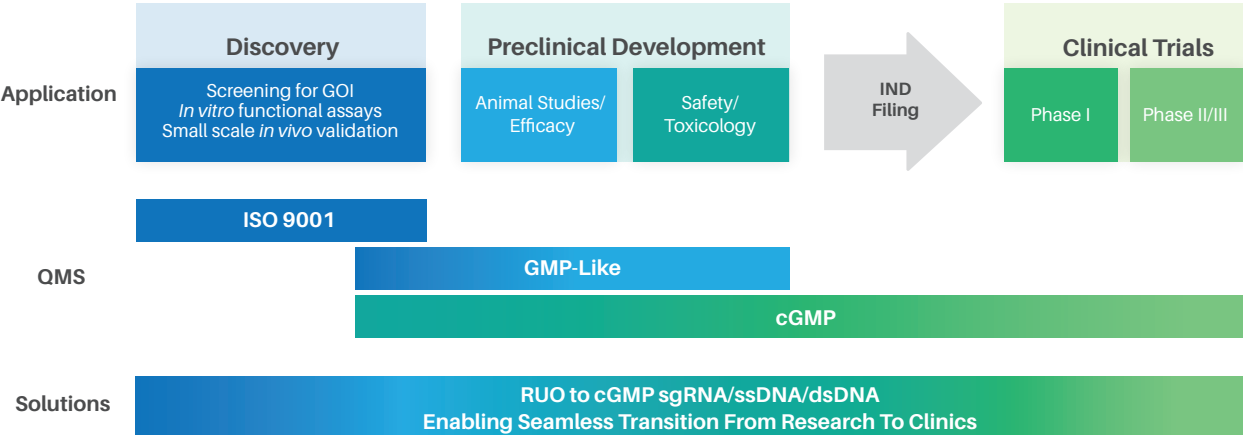 Discovery
Preclinical Development
Clinical Trials
Application
Screening for GOI
In vitro functional assays
Small scale in vivo validation
Animal Studies/
Efficacy
Safety/
Toxicology
IND
Filing
Phase I
Phase II/III
QMS
ISO 9001
GMP-Like
cGMP
Solutions
RUO to cGMP sgRNA/ssDNA/dsDNA
Enabling Seamless Transition From Research To Clinics